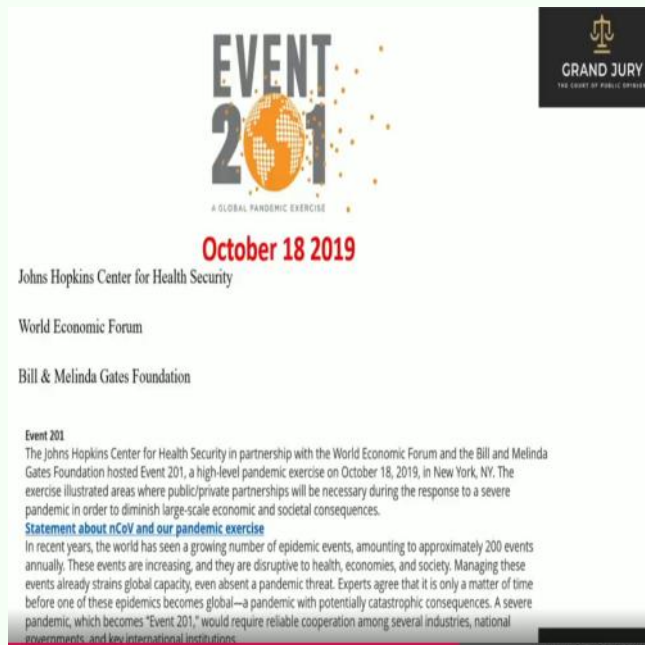 EVENT
201
A GLOBAL PANDEMIC EXERCISE
GRAND JURY
THE COURT OF PUBLIC OPINION
October 18 2019
Johns Hopkins Center for Health Security
World Economic Forum
Bill & Melinda Gates Foundation
Event 201
The Johns Hopkins Center for Health Security in partnership with the World Economic Forum and the Bill and Melinda
Gates Foundation hosted Event 201, a high-level pandemic exercise on October 18, 2019, in New York, NY. The
exercise illustrated areas where public/private partnerships will be necessary during the response to a severe
pandemic in order to diminish large-scale economic and societal consequences.
Statement about nCoV and our pandemic exercise
In recent years, the world has seen a growing number of epidemic events, amounting to approximately 200 events
annually. These events are increasing, and they are disruptive to health, economies, and society. Managing these
events already strains global capacity, even absent a pandemic threat. Experts agree that it is only a matter of time
before one of these epidemics becomes global—a pandemic with potentially catastrophic consequences. A severe
pandemic, which becomes "Event 201," would require reliable cooperation among several industries, national
governments, and key international institutions.